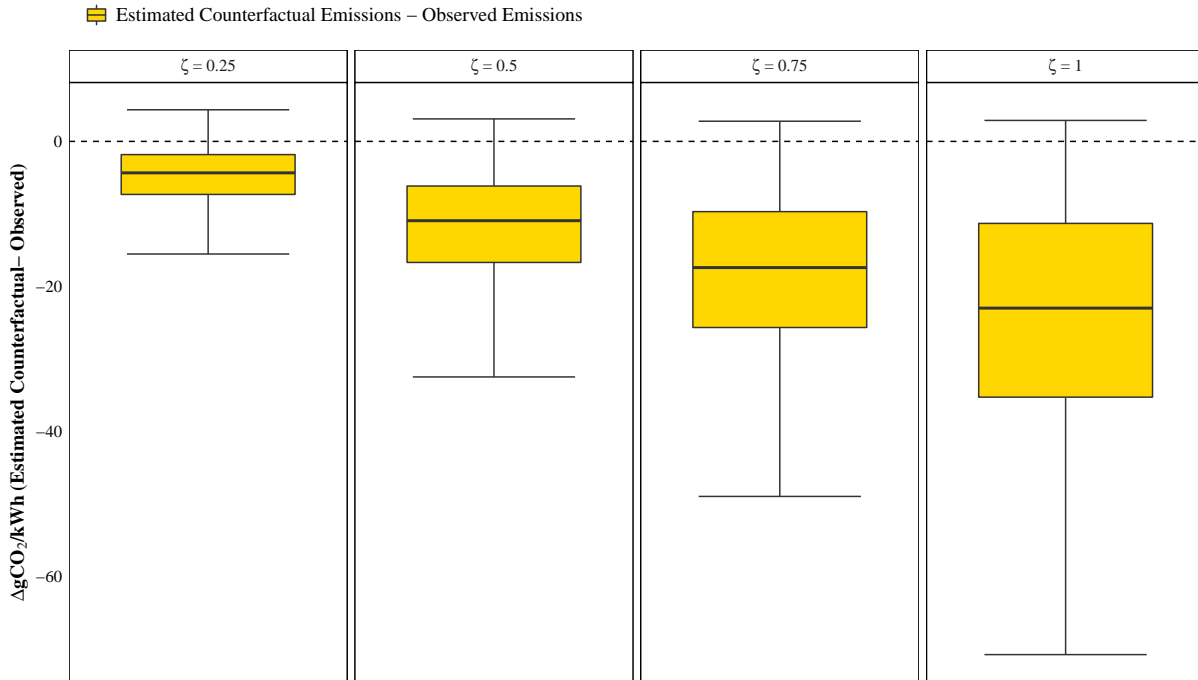 Estimated Counterfactual Emissions – Observed Emissions
ζ = 0.25
ζ = 0.5
ζ = 0.75
ζ = 1
ΔgCO₂/kWh (Estimated Counterfactual– Observed)
0
−20
−40
−60